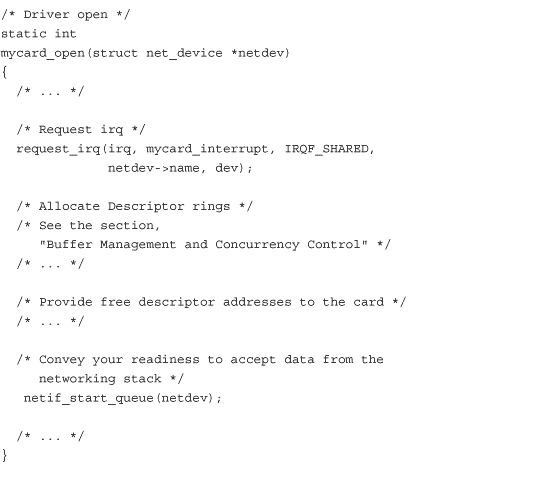 /* Driver open */
static int
mycard_open(struct net_device *netdev)
{
  /* ... */

  /* Request irq */
  request_irq(irq, mycard_interrupt, IRQF_SHARED,
              netdev->name, dev);

  /* Allocate Descriptor rings */
  /* See the section,
     "Buffer Management and Concurrency Control" */
  /* ... */

  /* Provide free descriptor addresses to the card */
  /* ... */

  /* Convey your readiness to accept data from the
     networking stack */
   netif_start_queue(netdev);

  /* ... */
}